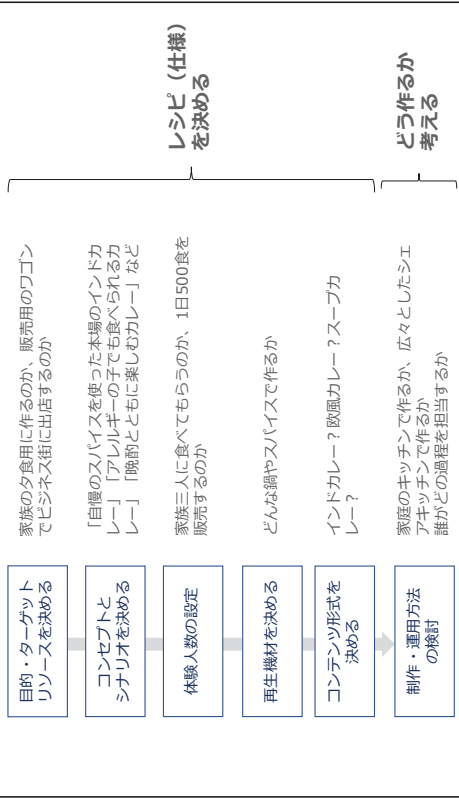 目的・ターゲット
リソースを決める
家族の夕食用に作るのか、販売用のワゴン
でビジネス街に出店するのか
コンセプトと
シナリオを決める
「自慢のスパイスを使った本場のインドカ
レー」「アレルギーの子でも食べられるカ
レー」「晩酌とともに楽しむカレー」など
体験人数の設定
家族三人に食べてもらうのか、1日500食を
販売するのか
再生機材を決める
どんな鍋やスパイスで作るか
コンテンツ形式を
決める
インドカレー？欧風カレー？スープカ
レー？
レシピ（仕様）
を決める
制作・運用方法
の検討
家庭のキッチンで作るか、広々としたシェ
アキッチンで作るか
誰がどの過程を担当するか
どう作るか
考える